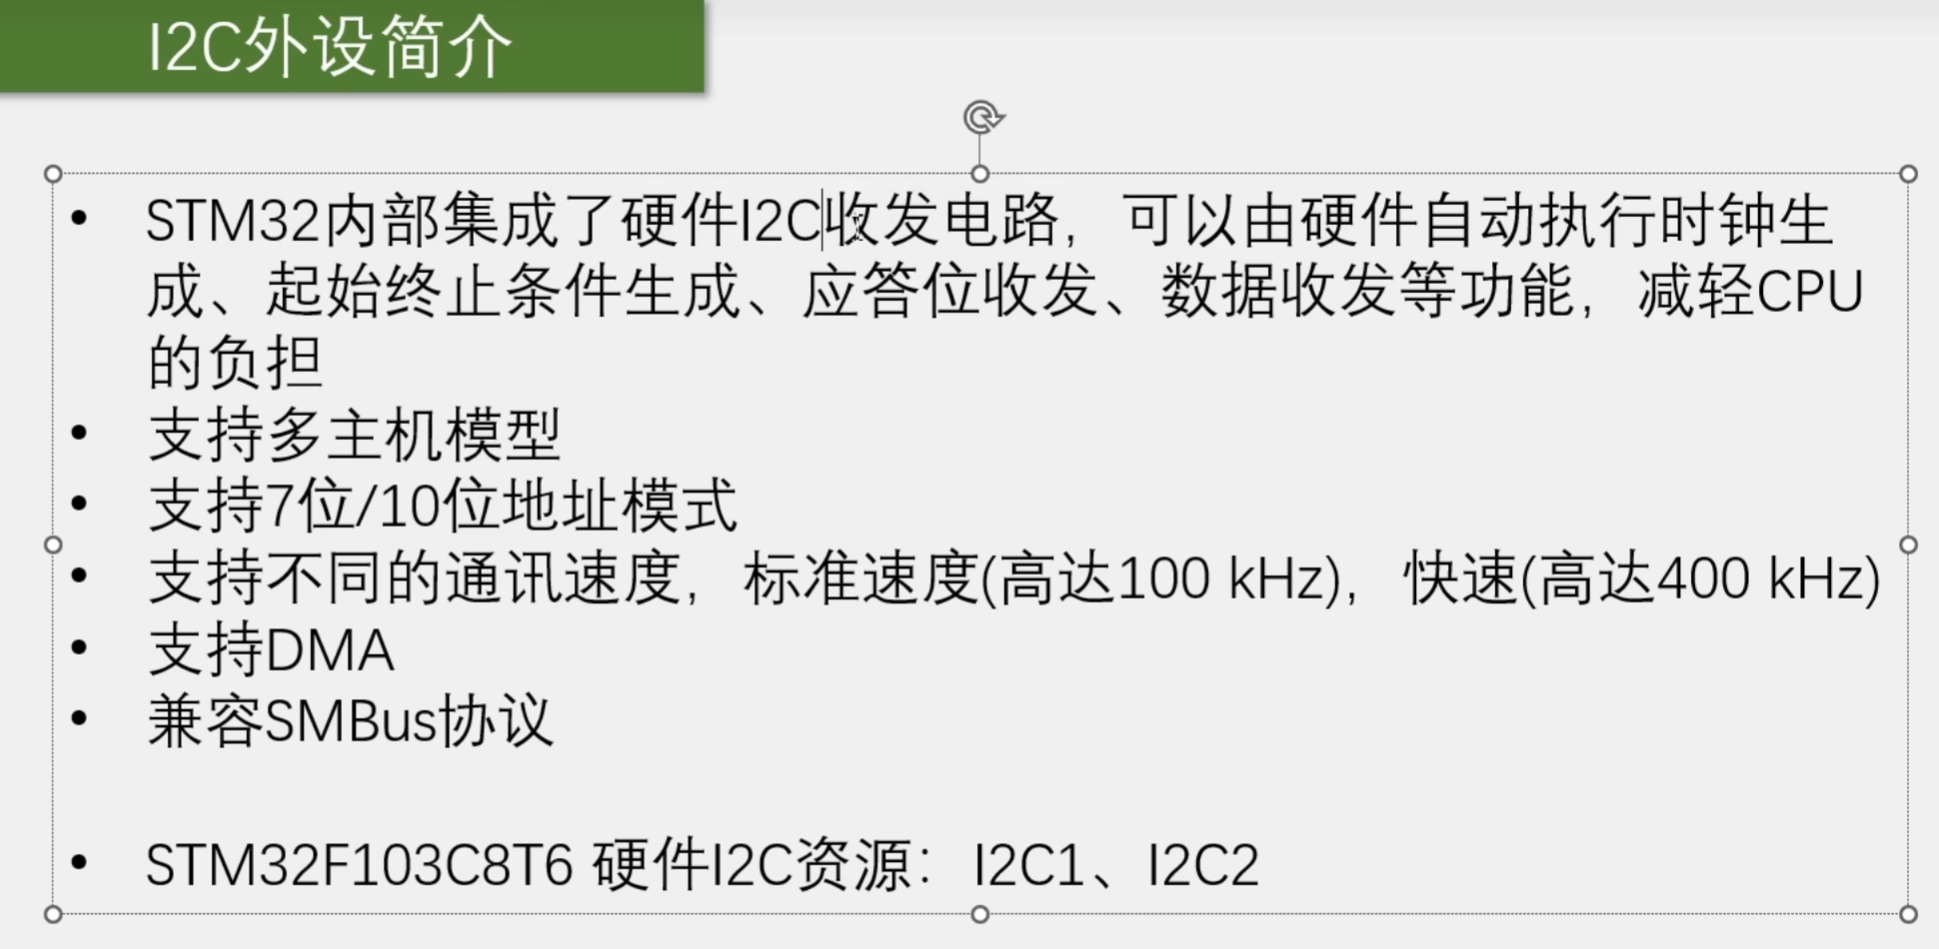 I2C外设简介
• STM32内部集成了硬件I2C收发电路，可以由硬件自动执行时钟生
成、起始终止条件生成、应答位收发、数据收发等功能，减轻CPU
的负担
• 支持多主机模型
• 支持7位/10位地址模式
• 支持不同的通讯速度，标准速度(高达100 kHz)，快速(高达400 kHz)
• 支持DMA
• 兼容SMBus协议
• STM32F103C8T6 硬件I2C资源：I2C1、I2C2